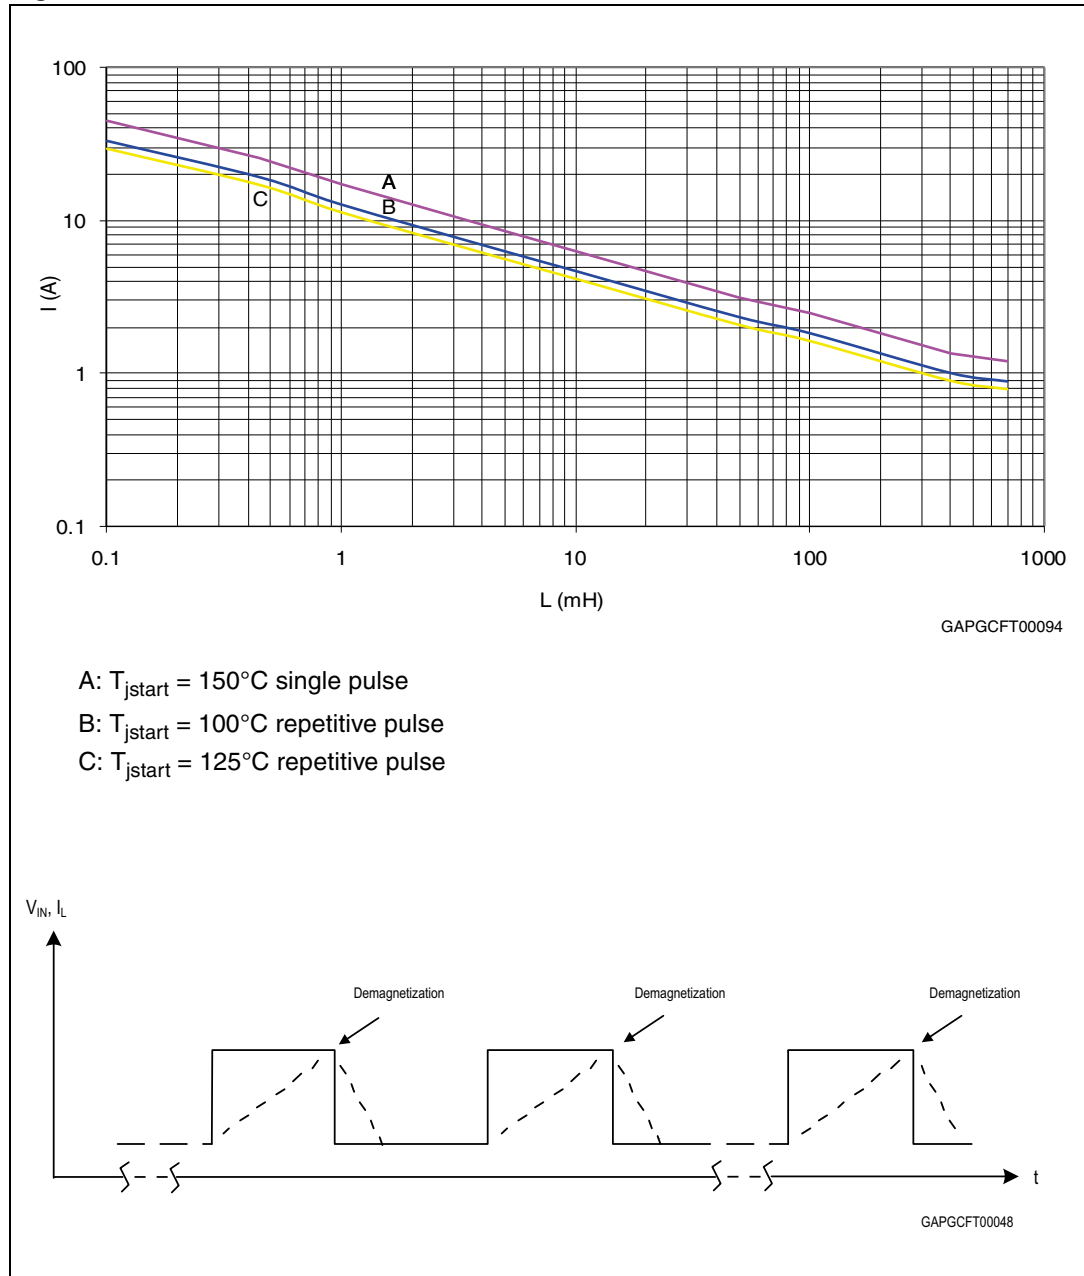 100
10
1
0.1
I (A)
A
B
C
0.1 1 10 100 1000
L (mH)
GAPGCFT00094
A: Tjstart = 150°C single pulse
B: Tjstart = 100°C repetitive pulse
C: Tjstart = 125°C repetitive pulse
VIN, IL
Demagnetization Demagnetization Demagnetization
t
GAPGCFT00048